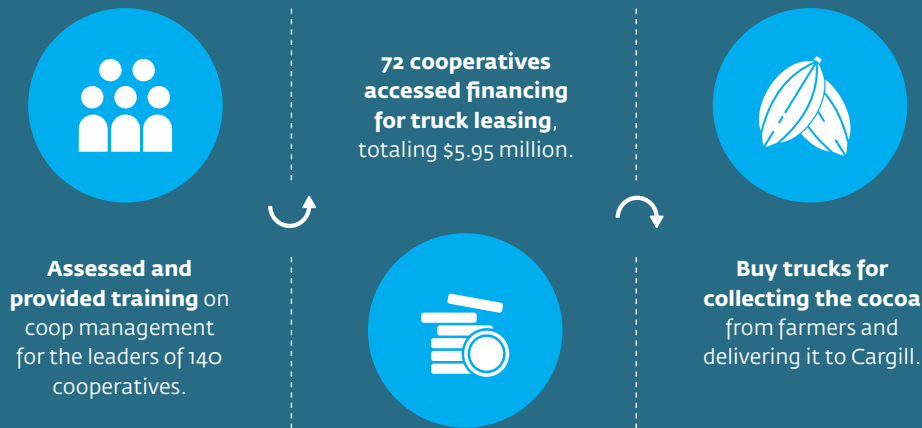 Assessed and
provided training on
coop management
for the leaders of 140
cooperatives.
72 cooperatives
accessed financing
for truck leasing,
totaling $5.95 million.
Buy trucks for
collecting the cocoa
from farmers and
delivering it to Cargill.